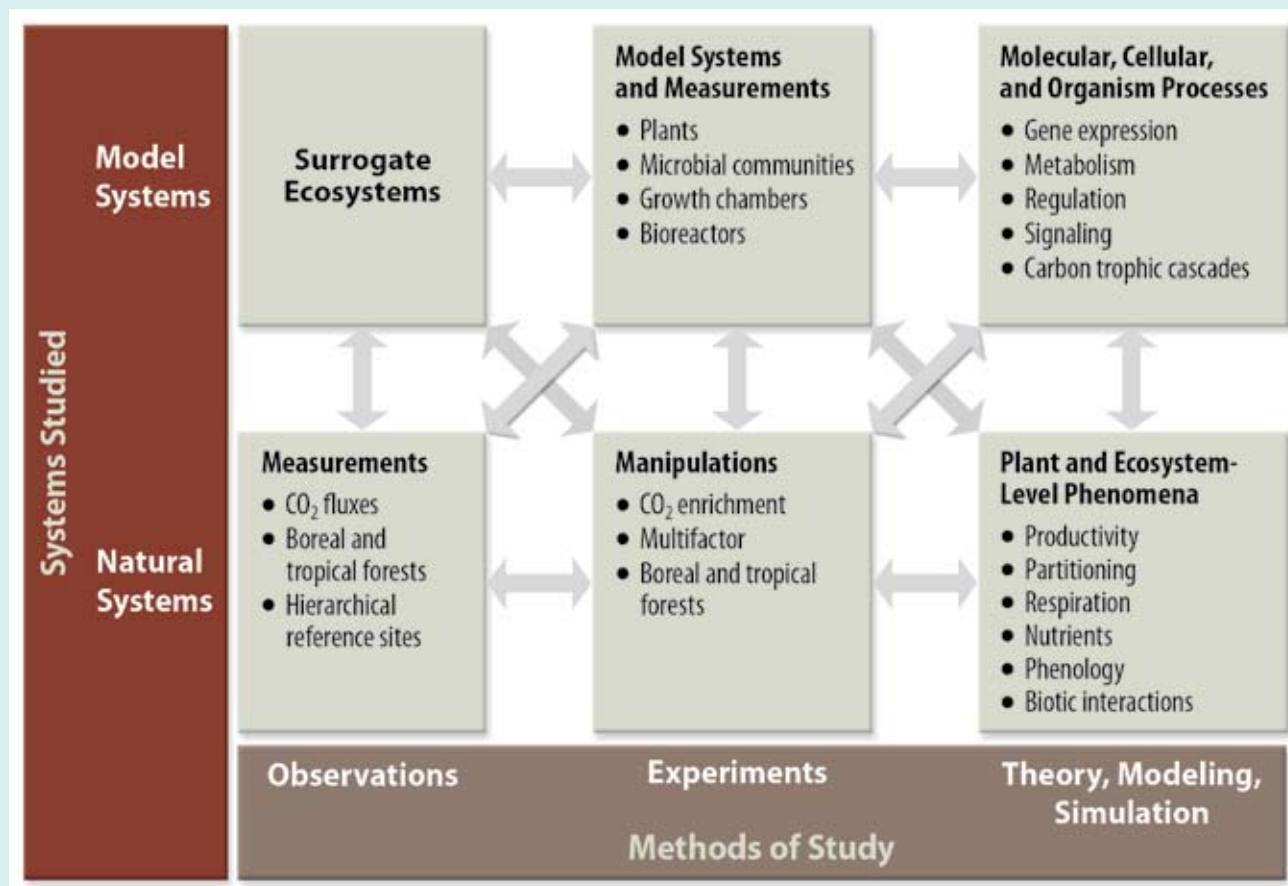 Systems Studied
Model
Systems
Surrogate
Ecosystems
Model Systems
and Measurements
• Plants
• Microbial communities
• Growth chambers
• Bioreactors
Molecular, Cellular,
and Organism Processes
• Gene expression
• Metabolism
• Regulation
• Signaling
• Carbon trophic cascades
Natural
Systems
Measurements
• CO₂ fluxes
• Boreal and
tropical forests
• Hierarchical
reference sites
Manipulations
• CO₂ enrichment
• Multifactor
• Boreal and tropical
forests
Plant and Ecosystem-
Level Phenomena
• Productivity
• Partitioning
• Respiration
• Nutrients
• Phenology
• Biotic interactions
Observations
Experiments
Theory, Modeling,
Simulation
Methods of Study